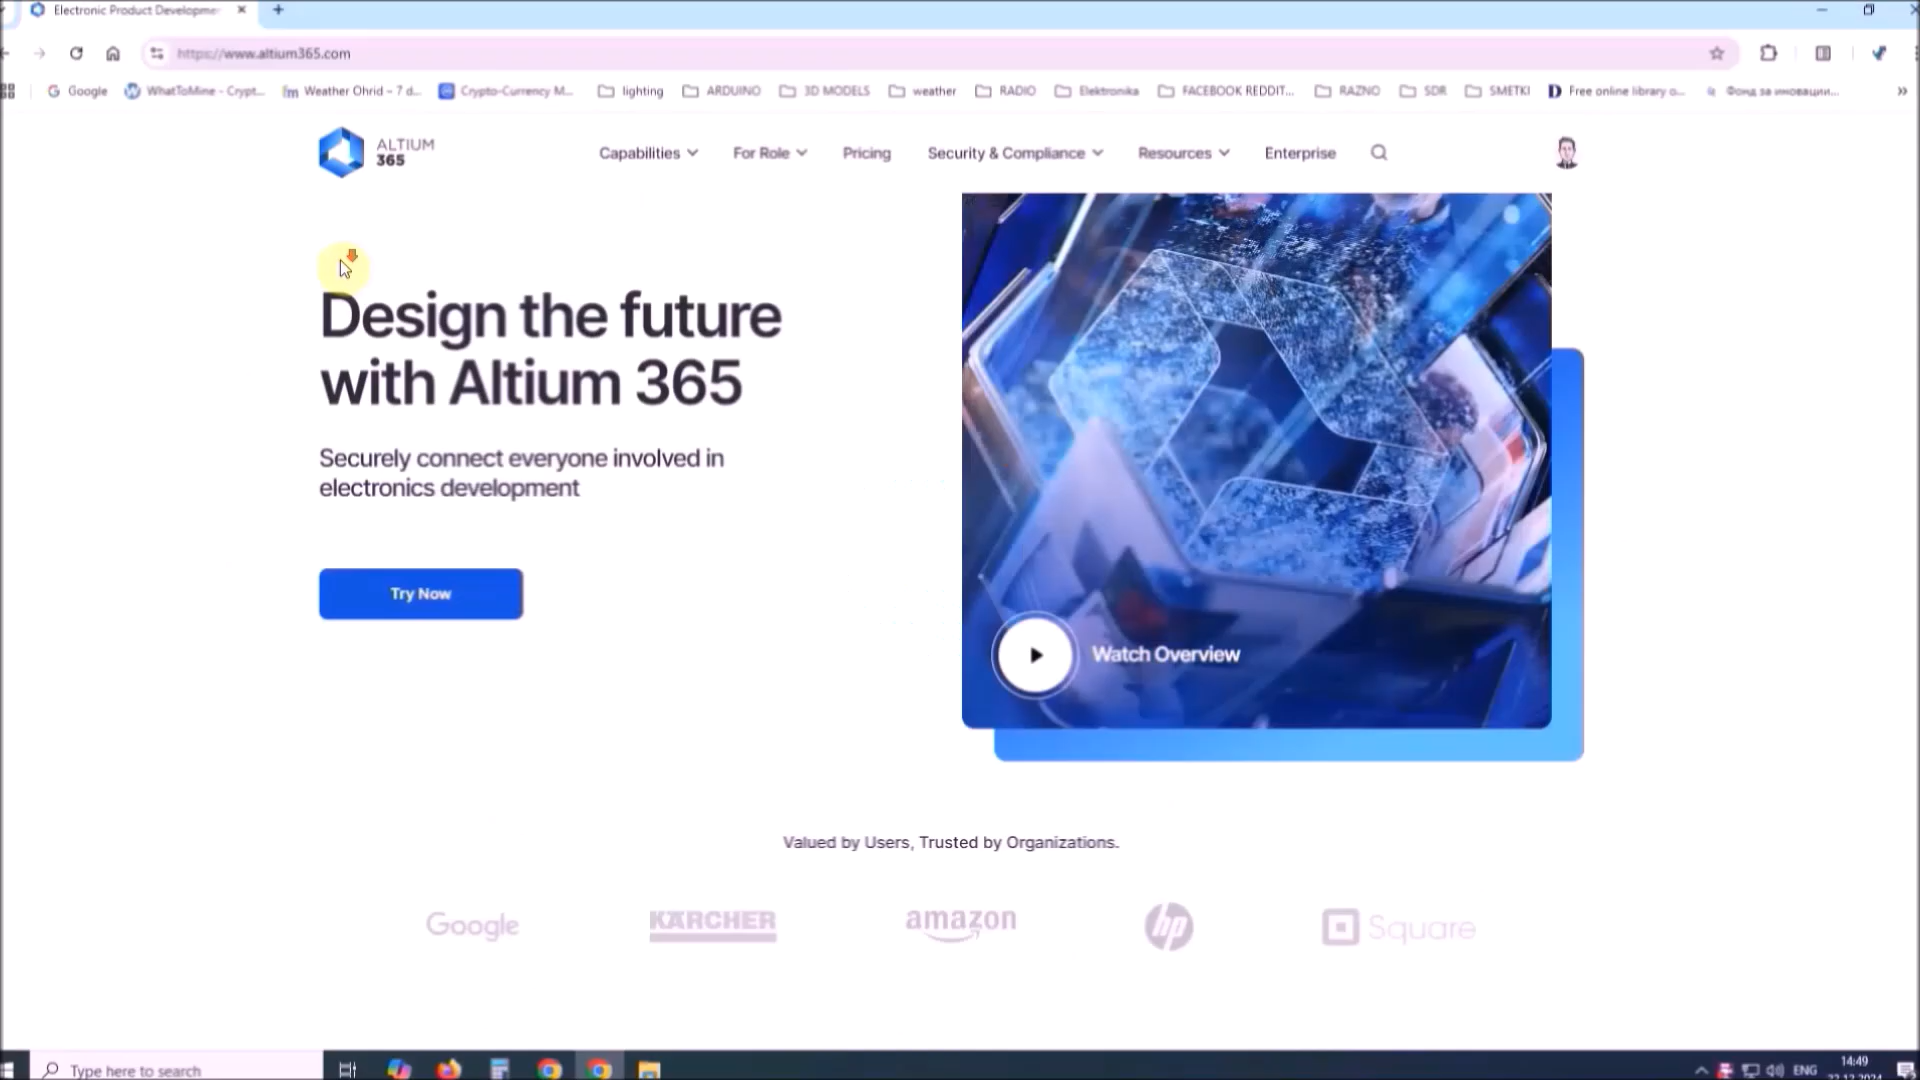 Electronic Product Developme
https://www.altium365.com
Google
WhatToMine - Crypt...
Weather Ohrid - 7 d...
Crypto-Currency M...
lighting
ARDUINO
3D MODELS
weather
RADIO
Elektronika
FACEBOOK REDDIT...
RAZNO
SDR
SMETKI
Free online library o...
Фонд за иновации...
ALTIUM
365
Capabilities
For Role
Pricing
Security & Compliance
Resources
Enterprise
Design the future
with Altium 365
Securely connect everyone involved in
electronics development
Try Now
Watch Overview
Valued by Users, Trusted by Organizations.
Google
KÄRCHER
amazon
hp
Square
Type here to search
ENG
14:49